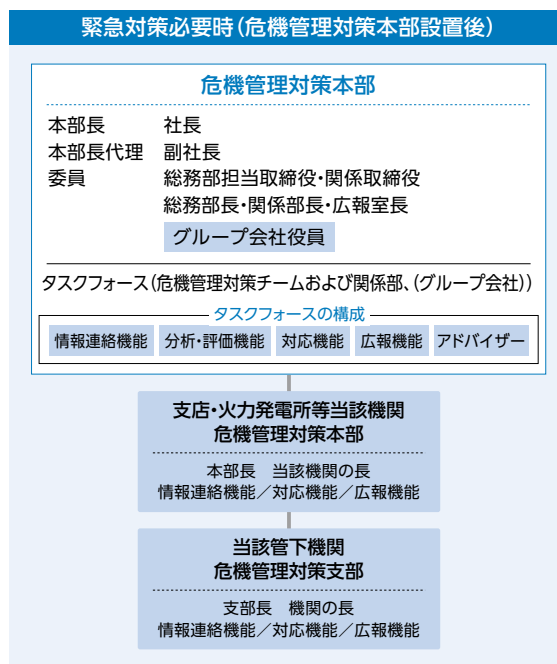 緊急対策必要時(危機管理対策本部設置後)
危機管理対策本部
本部長 社長
本部長代理 副社長
委員 総務部担当取締役・関係取締役
総務部長・関係部長・広報室長
グループ会社役員
タスクフォース(危機管理対策チームおよび関係部、(グループ会社))
タスクフォースの構成
情報連絡機能 分析・評価機能 対応機能 広報機能 アドバイザー
支店・火力発電所等当該機関
危機管理対策本部
本部長 当該機関の長
情報連絡機能/対応機能/広報機能
当該管下機関
危機管理対策支部
支部長 機関の長
情報連絡機能/対応機能/広報機能